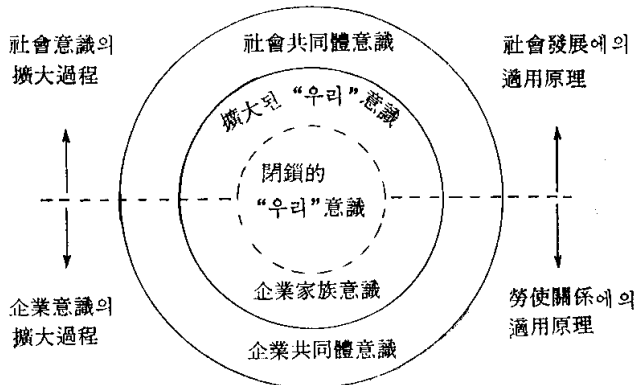 社會意識의
擴大過程
社會共同體意識
社會發展에의
適用原理
擴大된 “우리” 意識
閉鎖的
“우리” 意識
企業意識의
擴大過程
企業家族意識
企業共同體意識
勞使關係에의
適用原理